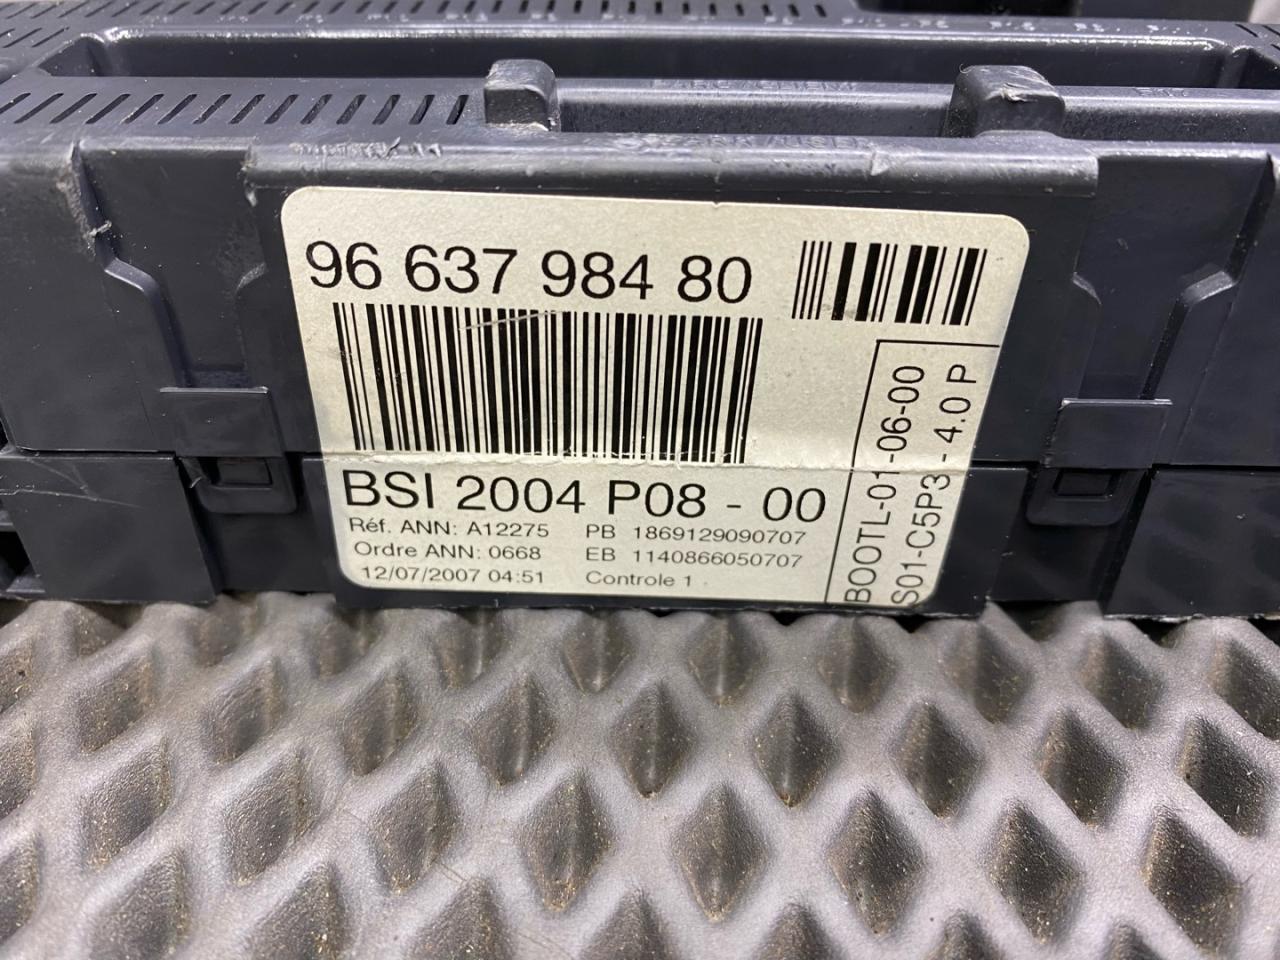 96 637 984 80
BSI 2004 P08 - 00
Réf. ANN: A12275 PB 1869129090707
Ordre ANN: 0668 EB 1140866050707
12/07/2007 04:51 Controle 1
BOOTL-01-06-00
S01-C5P3 - 4.0 P